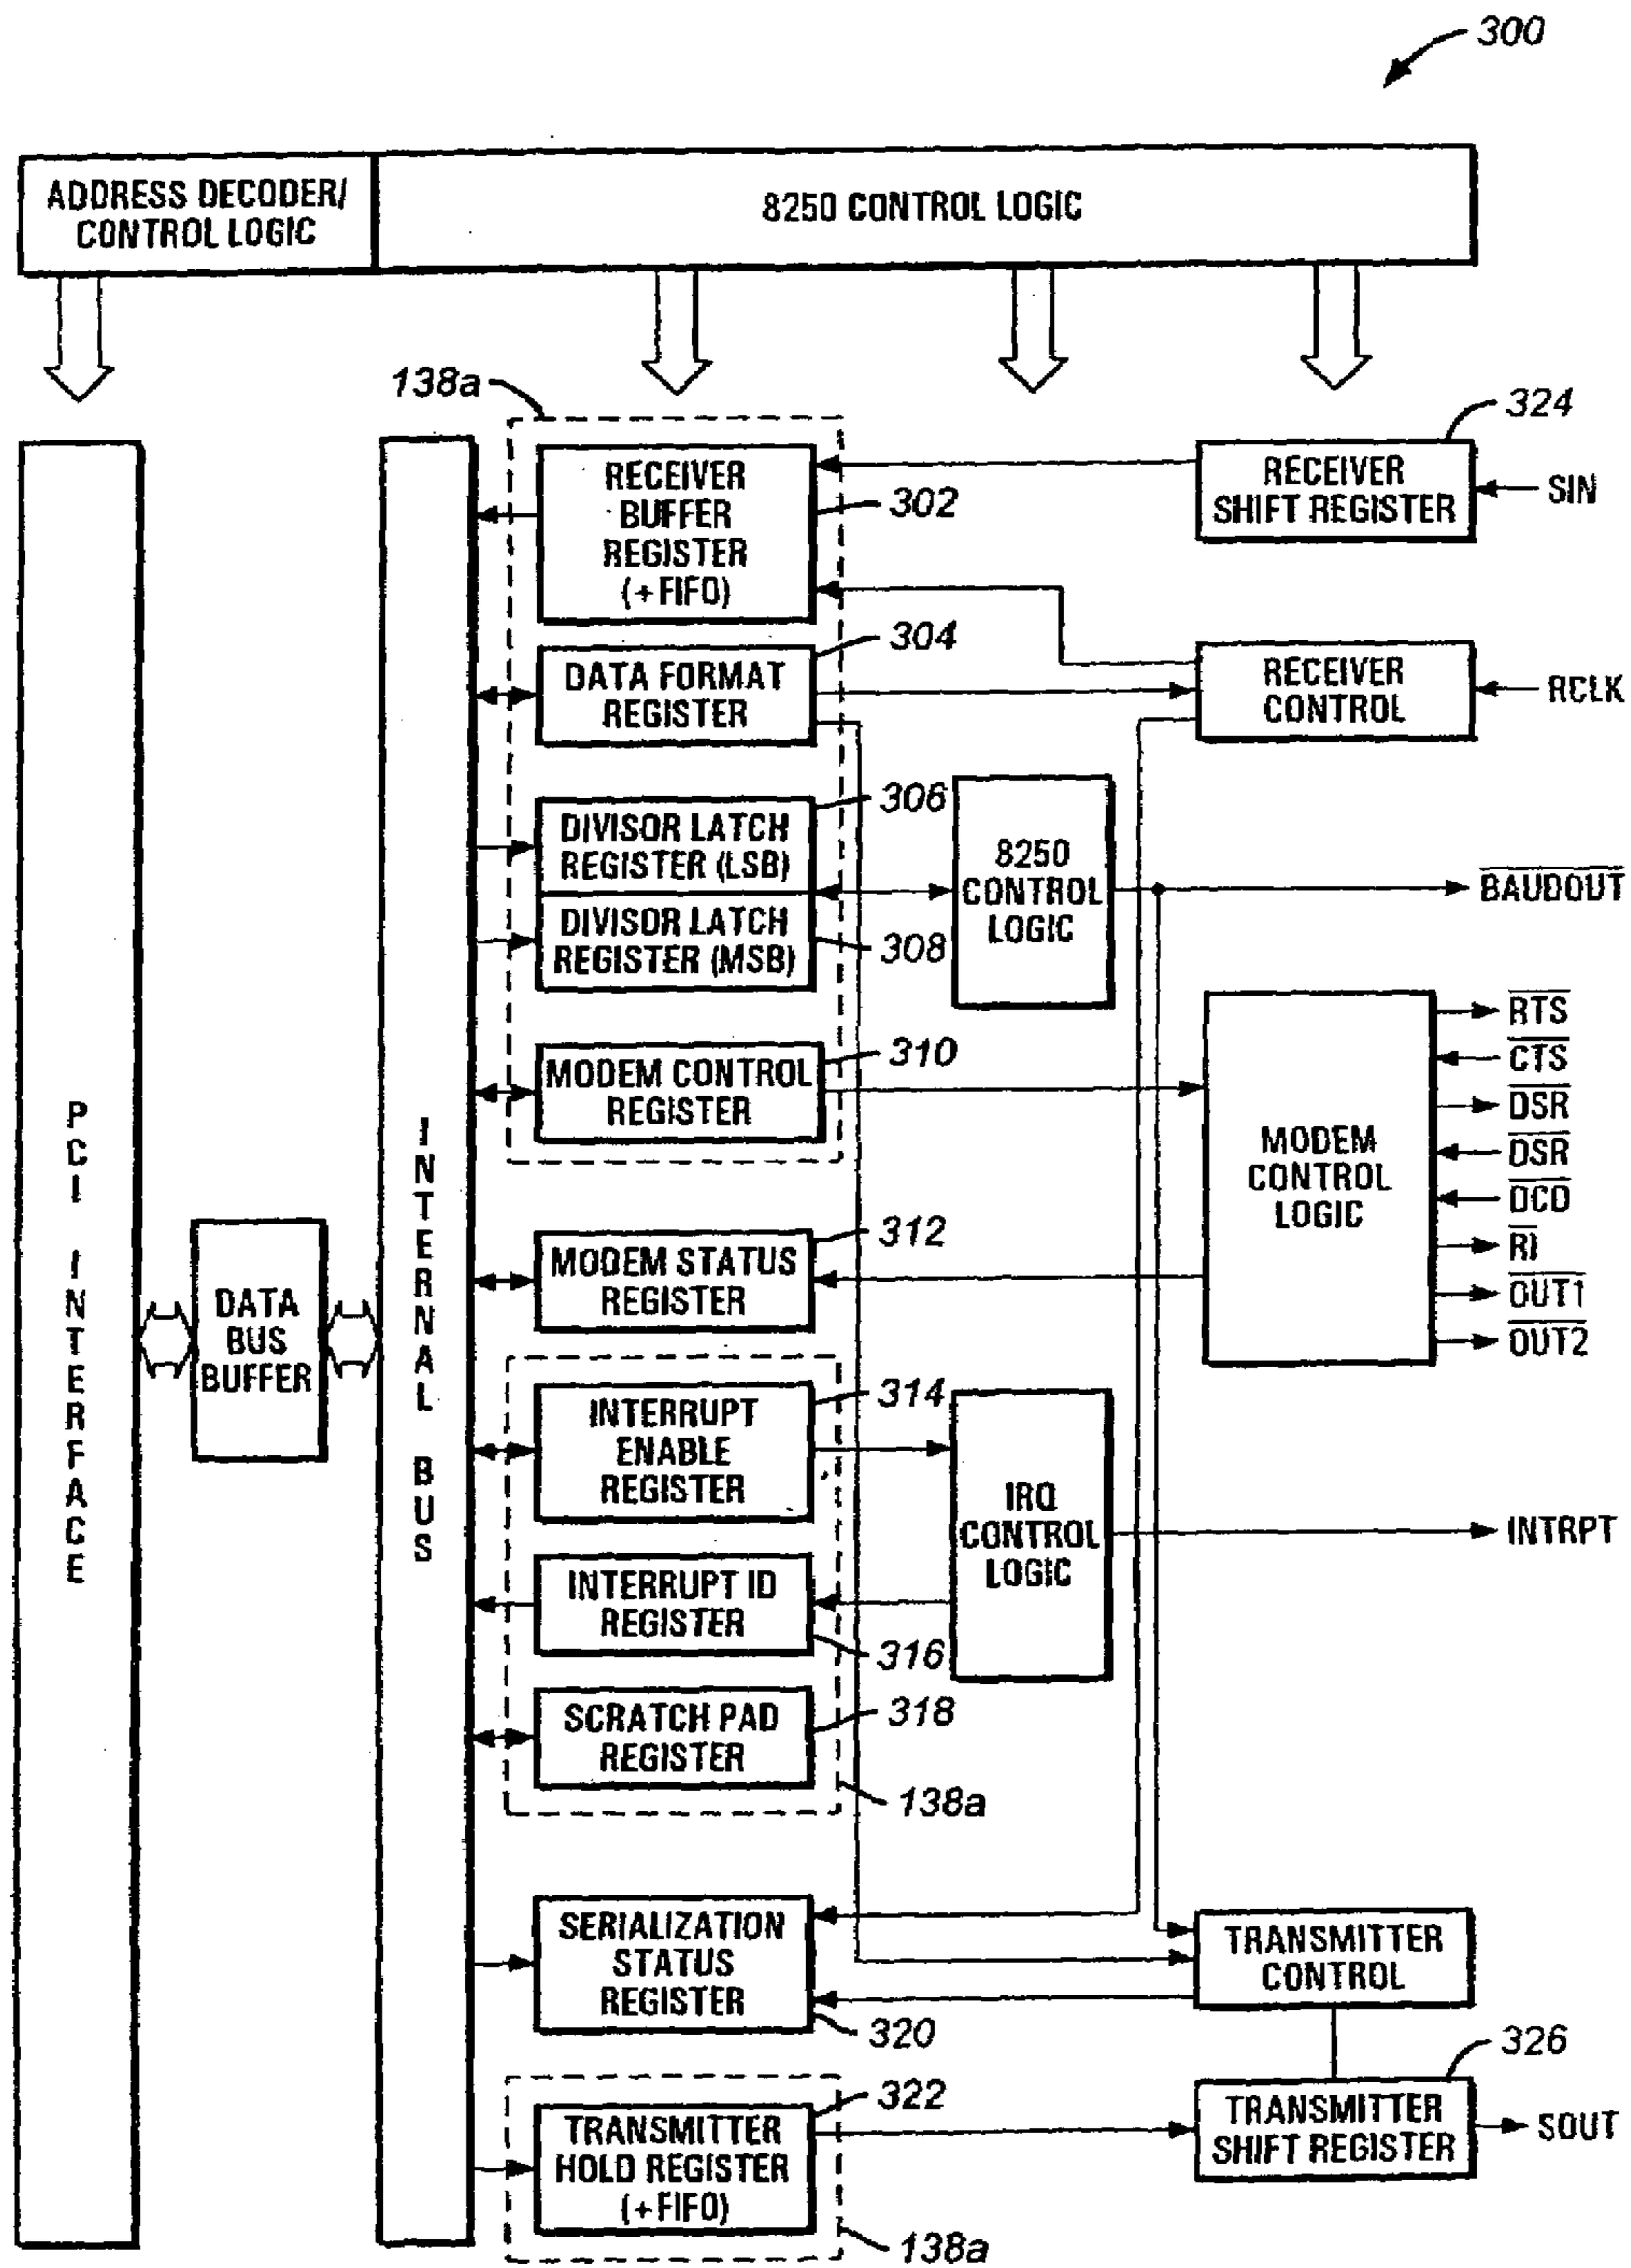 300
ADDRESS DECODER/
CONTROL LOGIC
8250 CONTROL LOGIC
138a
RECEIVER
BUFFER
REGISTER
(+FIFO)
302
324
RECEIVER
SHIFT REGISTER
SIN
304
DATA FORMAT
REGISTER
RECEIVER
CONTROL
RCLK
306
DIVISOR LATCH
REGISTER (LSB)
DIVISOR LATCH
REGISTER (MSB)
308
8250
CONTROL
LOGIC
BAUDOUT
310
MODEM CONTROL
REGISTER
MODEM
CONTROL
LOGIC
RTS
CTS
DSR
DSR
DCD
RI
OUT1
OUT2
312
MODEM STATUS
REGISTER
PCI INTERFACE
DATA
BUS
BUFFER
INTERNAL BUS
314
INTERRUPT
ENABLE
REGISTER
IRQ
CONTROL
LOGIC
INTRPT
INTERRUPT ID
REGISTER
316
SCRATCH PAD
REGISTER
318
138a
SERIALIZATION
STATUS
REGISTER
320
TRANSMITTER
CONTROL
326
322
TRANSMITTER
HOLD REGISTER
(+FIFO)
TRANSMITTER
SHIFT REGISTER
SOUT
138a